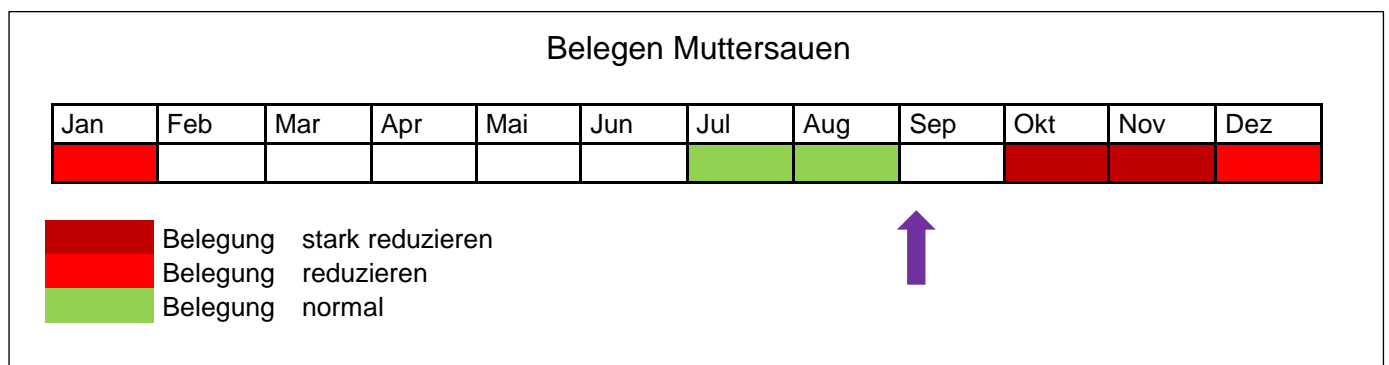 Belegen Muttersauen
Jan Feb Mar Apr Mai Jun Jul Aug Sep Okt Nov Dez
Belegung stark reduzieren
Belegung reduzieren
Belegung normal